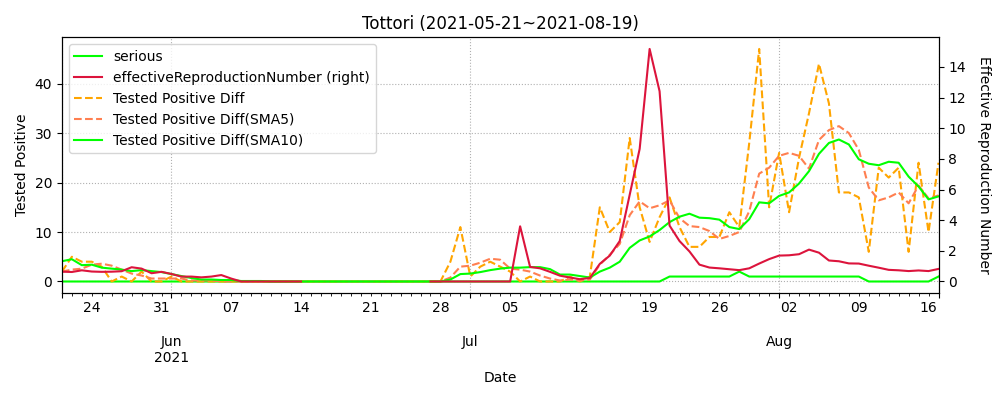 Tottori (2021-05-21~2021-08-19)
serious
effectiveReproductionNumber (right)
Tested Positive Diff
Tested Positive Diff(SMA5)
Tested Positive Diff(SMA10)
Tested Positive
40
30
20
10
0
14
12
10
8
6
4
2
0
Effective Reproduction Number
24 31 07 14 21 28 05 12 19 26 02 09 16
Jun Jul Aug
2021
Date